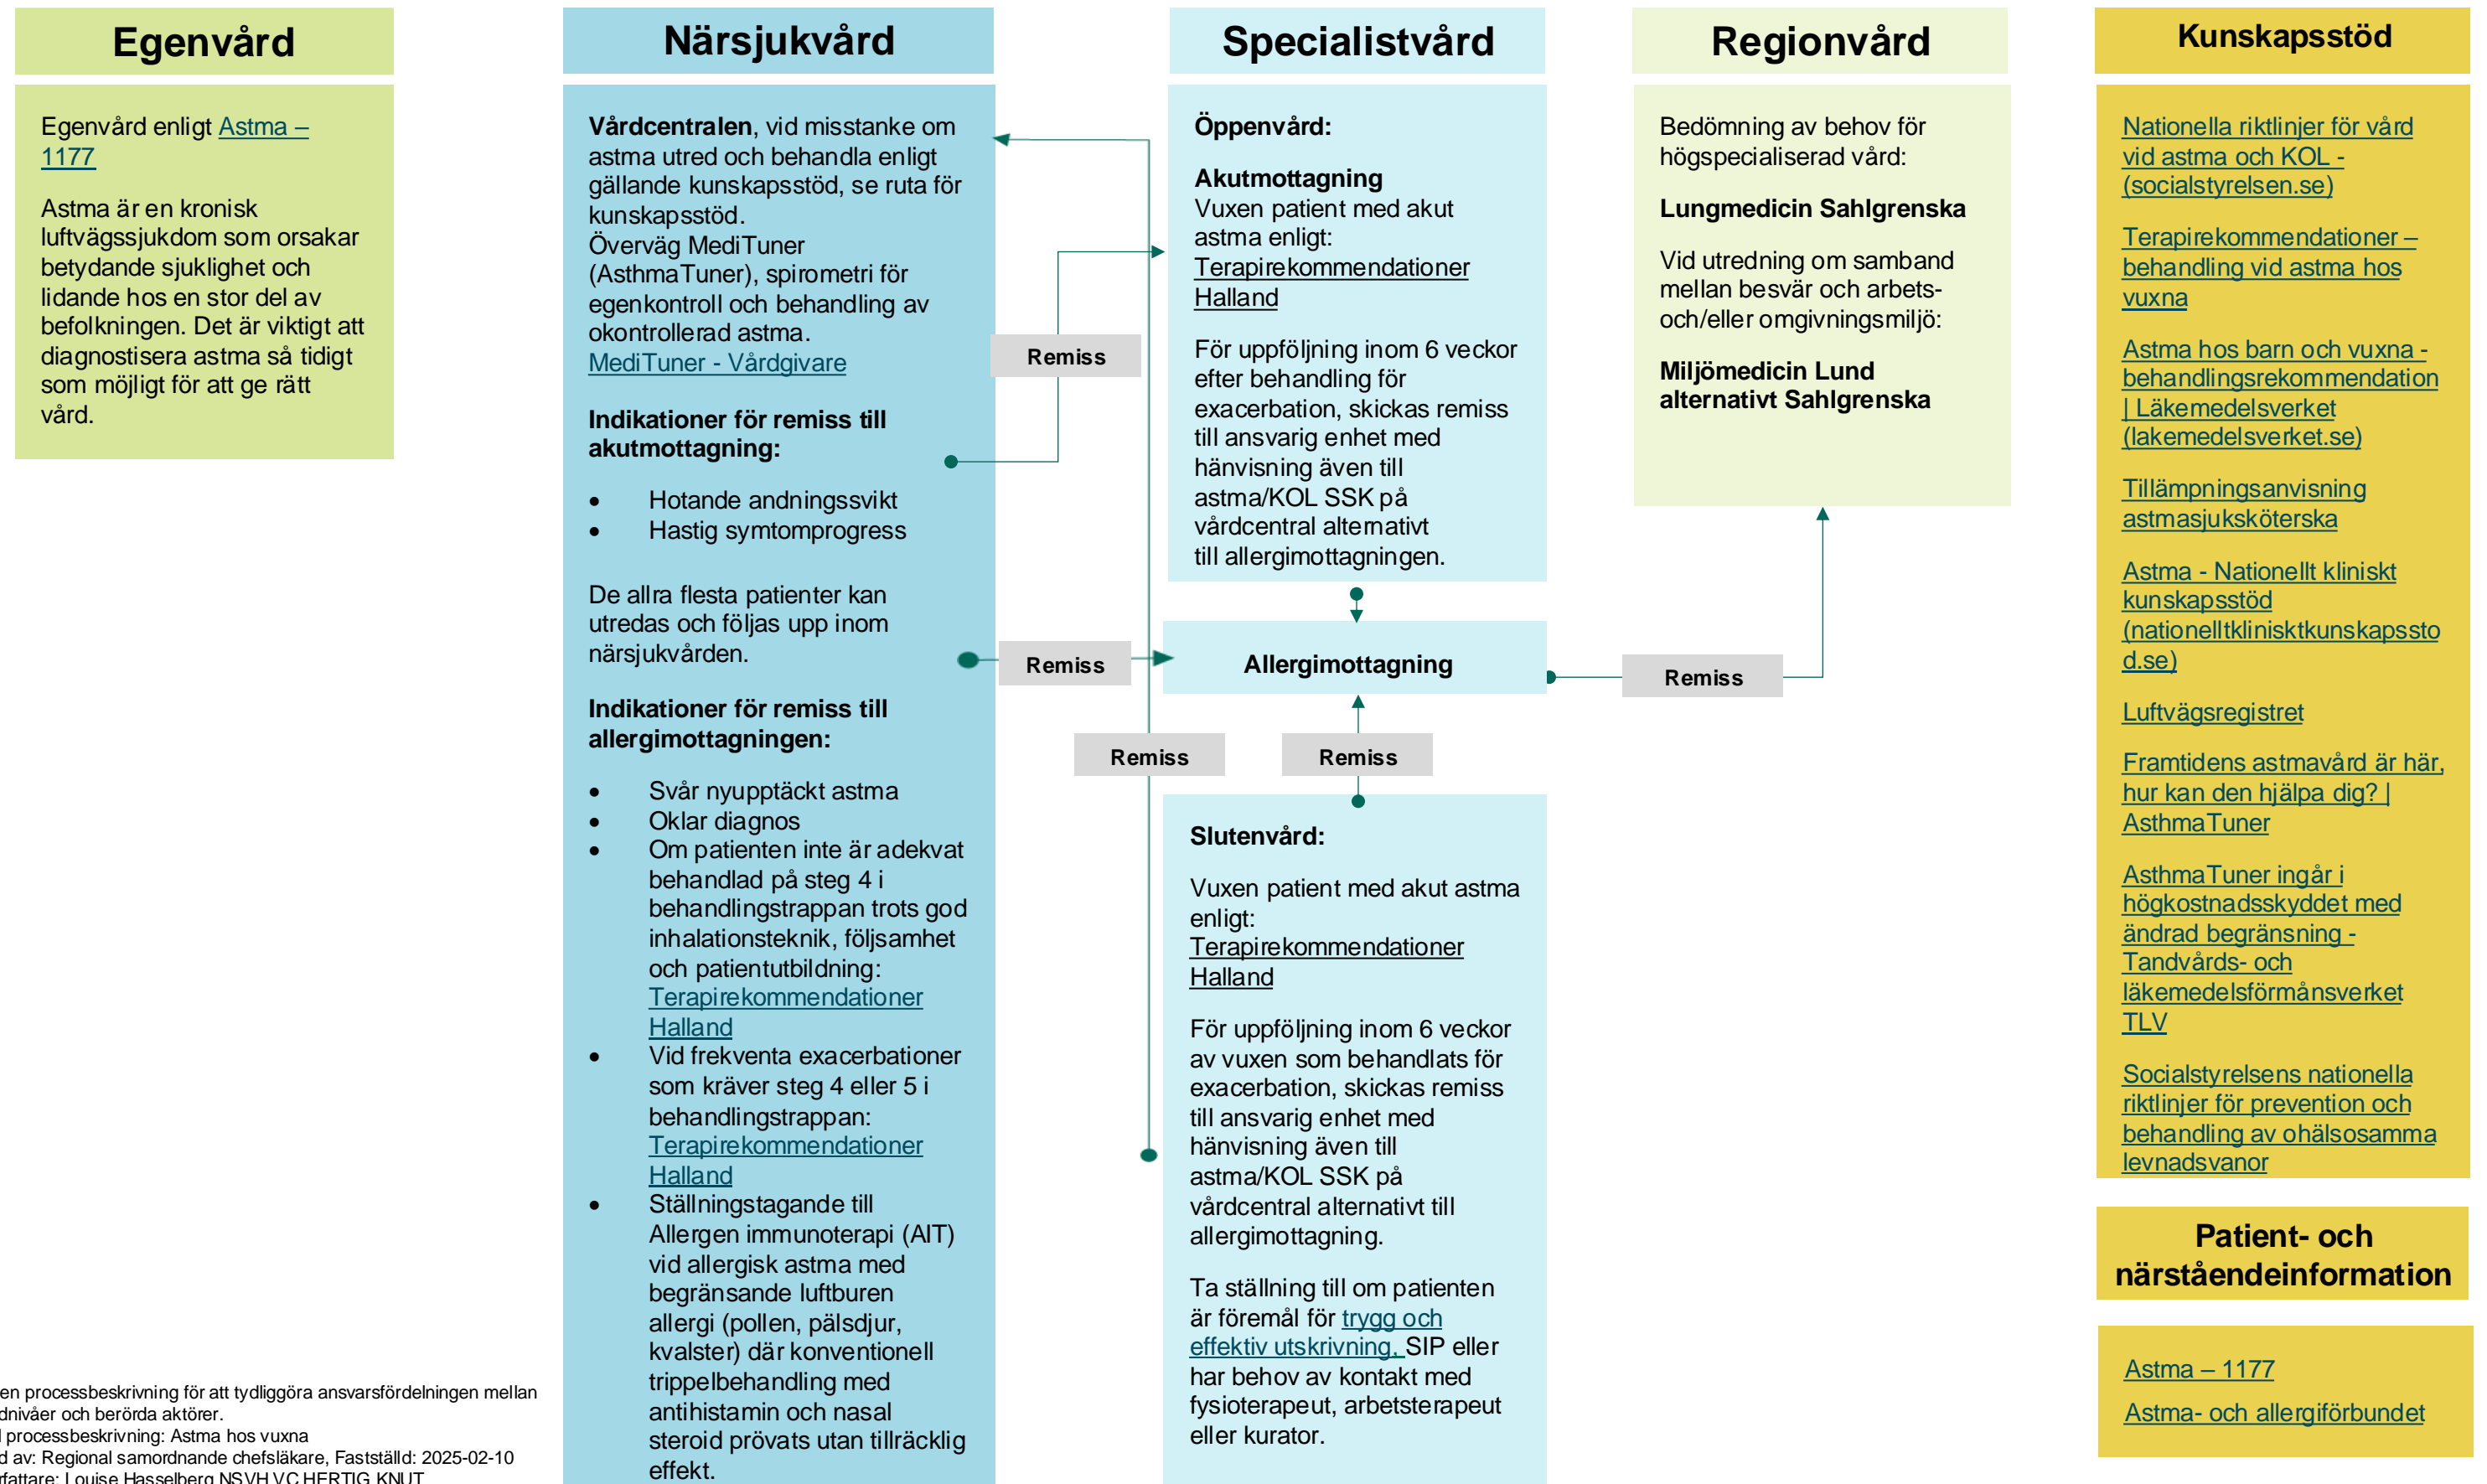 Egenvård
Egenvård enligt Astma –
1177
Astma är en kronisk
luftvägssjukdom som orsakar
betydande sjuklighet och
lidande hos en stor del av
befolkningen. Det är viktigt att
diagnostisera astma så tidigt
som möjligt för att ge rätt
vård.
Närsjukvård
Vårdcentralen, vid misstanke om
astma utred och behandla enligt
gällande kunskapsstöd, se ruta för
kunskapsstöd.
Överväg MediTuner
(AsthmaTuner), spirometri för
egenkontroll och behandling av
okontrollerad astma.
MediTuner - Vårdgivare
Indikationer för remiss till
akutmottagning:
• Hotande andningssvikt
• Hastig symtomprogress
De allra flesta patienter kan
utredas och följas upp inom
närsjukvården.
Indikationer för remiss till
allergimottagningen:
• Svår nyupptäckt astma
• Oklar diagnos
• Om patienten inte är adekvat
behandlad på steg 4 i
behandlingstrappan trots god
inhalationsteknik, följsamhet
och patientutbildning:
Terapirekommendationer
Halland
• Vid frekventa exacerbationer
som kräver steg 4 eller 5 i
behandlingstrappan:
Terapirekommendationer
Halland
• Ställningstagande till
Allergen immunoterapi (AIT)
vid allergisk astma med
begränsande luftburen
allergi (pollen, pälsdjur,
kvalster) där konventionell
trippelbehandling med
antihistamin och nasal
steroid prövats utan tillräcklig
effekt.
Remiss
Remiss
Remiss
Remiss
Remiss
Specialistvård
Öppenvård:
Akutmottagning
Vuxen patient med akut
astma enligt:
Terapirekommendationer
Halland
För uppföljning inom 6 veckor
efter behandling för
exacerbation, skickas remiss
till ansvarig enhet med
hänvisning även till
astma/KOL SSK på
vårdcentral alternativt
till allergimottagningen.
Allergimottagning
Slutenvård:
Vuxen patient med akut astma
enligt:
Terapirekommendationer
Halland
För uppföljning inom 6 veckor
av vuxen som behandlats för
exacerbation, skickas remiss
till ansvarig enhet med
hänvisning även till
astma/KOL SSK på
vårdcentral alternativt till
allergimottagning.
Ta ställning till om patienten
är föremål för trygg och
effektiv utskrivning, SIP eller
har behov av kontakt med
fysioterapeut, arbetsterapeut
eller kurator.
Regionvård
Bedömning av behov för
högspecialiserad vård:
Lungmedicin Sahlgrenska
Vid utredning om samband
mellan besvär och arbets-
och/eller omgivningsmiljö:
Miljömedicin Lund
alternativt Sahlgrenska
Kunskapsstöd
Nationella riktlinjer för vård
vid astma och KOL -
(socialstyrelsen.se)
Terapirekommendationer –
behandling vid astma hos
vuxna
Astma hos barn och vuxna -
behandlingsrekommendation
| Läkemedelsverket
(lakemedelsverket.se)
Tillämpningsanvisning
astmasjuksköterska
Astma - Nationellt kliniskt
kunskapsstöd
(nationelltklinisktkunskapssto
d.se)
Luftvägsregistret
Framtidens astmavård är här,
hur kan den hjälpa dig? |
AsthmaTuner
AsthmaTuner ingår i
högkostnadsskyddet med
ändrad begränsning -
Tandvårds- och
läkemedelsförmånsverket
TLV
Socialstyrelsens nationella
riktlinjer för prevention och
behandling av ohälsosamma
levnadsvanor
Patient- och
närståendeinformation
Astma – 1177
Astma- och allergiförbundet
en processbeskrivning för att tydliggöra ansvarsfördelningen mellan
dnivåer och berörda aktörer.
processbeskrivning: Astma hos vuxna
d av: Regional samordnande chefsläkare, Fastställd: 2025-02-10
rfattare: Louise Hasselberg NSVH VC HERTIG KNUT